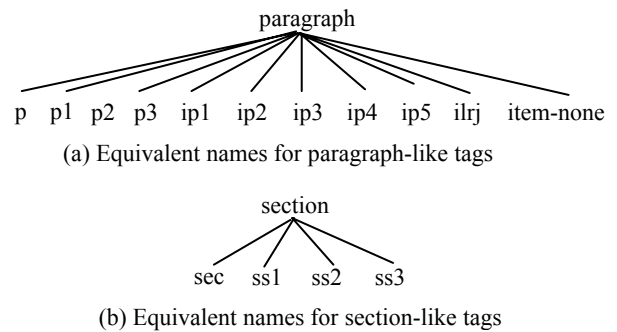 paragraph
p p1 p2 p3 ip1 ip2 ip3 ip4 ip5 ilrj item-none
(a) Equivalent names for paragraph-like tags
section
sec ss1 ss2 ss3
(b) Equivalent names for section-like tags